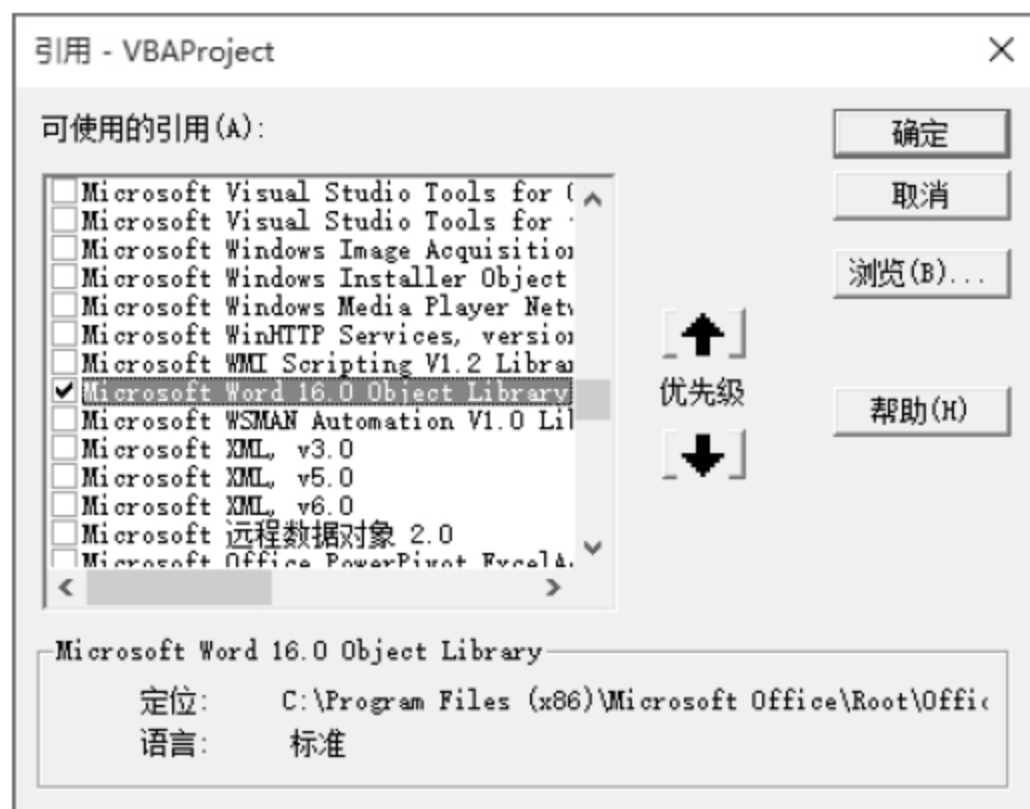 引用 - VBAProject
可使用的引用(A):
确定
取消
浏览(B)...
帮助(H)
Microsoft Visual Studio Tools for
Microsoft Visual Studio Tools for
Microsoft Windows Image Acquisition
Microsoft Windows Installer Object
Microsoft Windows Media Player
Microsoft WinHTTP Services, version
Microsoft WMI Scripting V1.2
Microsoft Word 16.0 Object Library
Microsoft WSMAN Automation V1.0
Microsoft XML, v3.0
Microsoft XML, v5.0
Microsoft XML, v6.0
Microsoft 远程数据对象 2.0
Microsoft Office PowerPivot
优先级
Microsoft Word 16.0 Object Library
定位: C:\Program Files (x86)\Microsoft Office\Root\Offic
语言: 标准